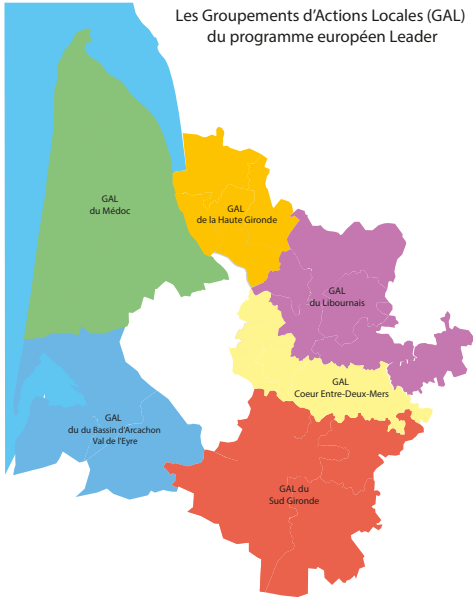 Les Groupements d'Actions Locales (GAL)
du programme européen Leader
GAL
du Médoc
GAL
de la Haute Gironde
GAL
du Libournais
GAL
Coeur Entre-Deux-Mers
GAL
du du Bassin d'Arcachon
Val de l'Eyre
GAL du
Sud Gironde